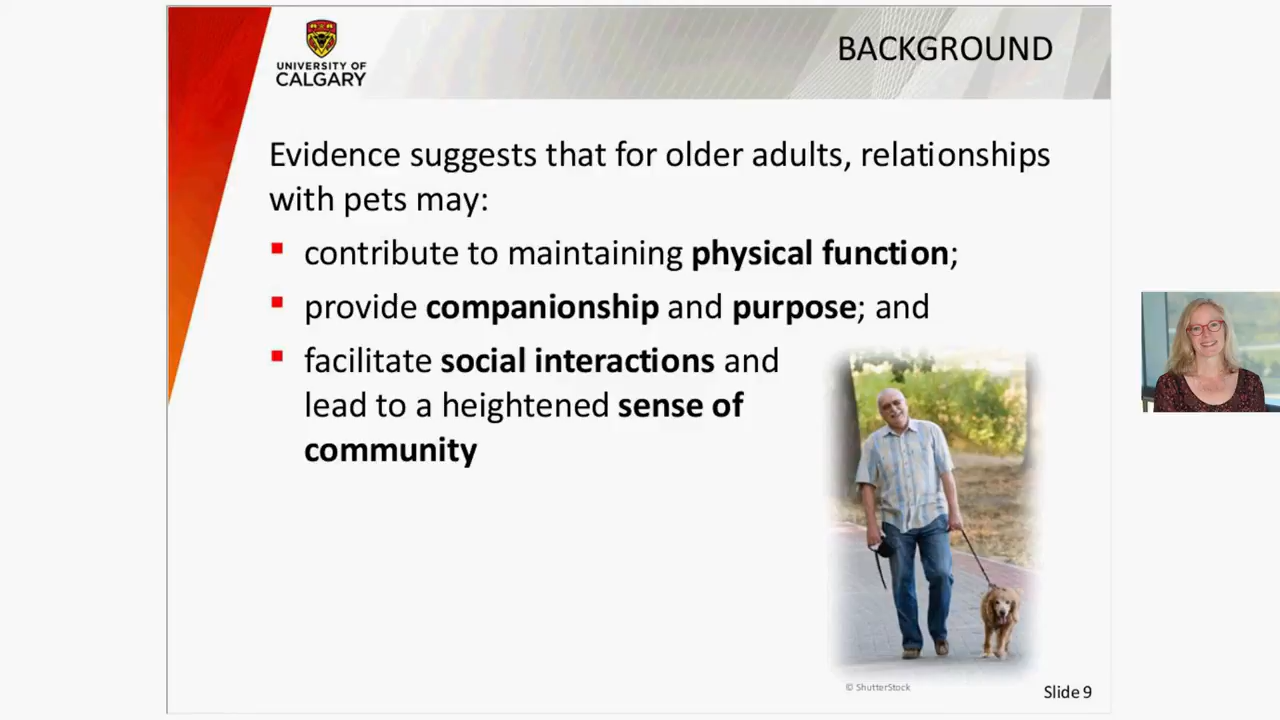 UNIVERSITY OF
CALGARY
BACKGROUND
Evidence suggests that for older adults, relationships
with pets may:
▪ contribute to maintaining physical function;
▪ provide companionship and purpose; and
▪ facilitate social interactions and
lead to a heightened sense of
community
© ShutterStock
Slide 9